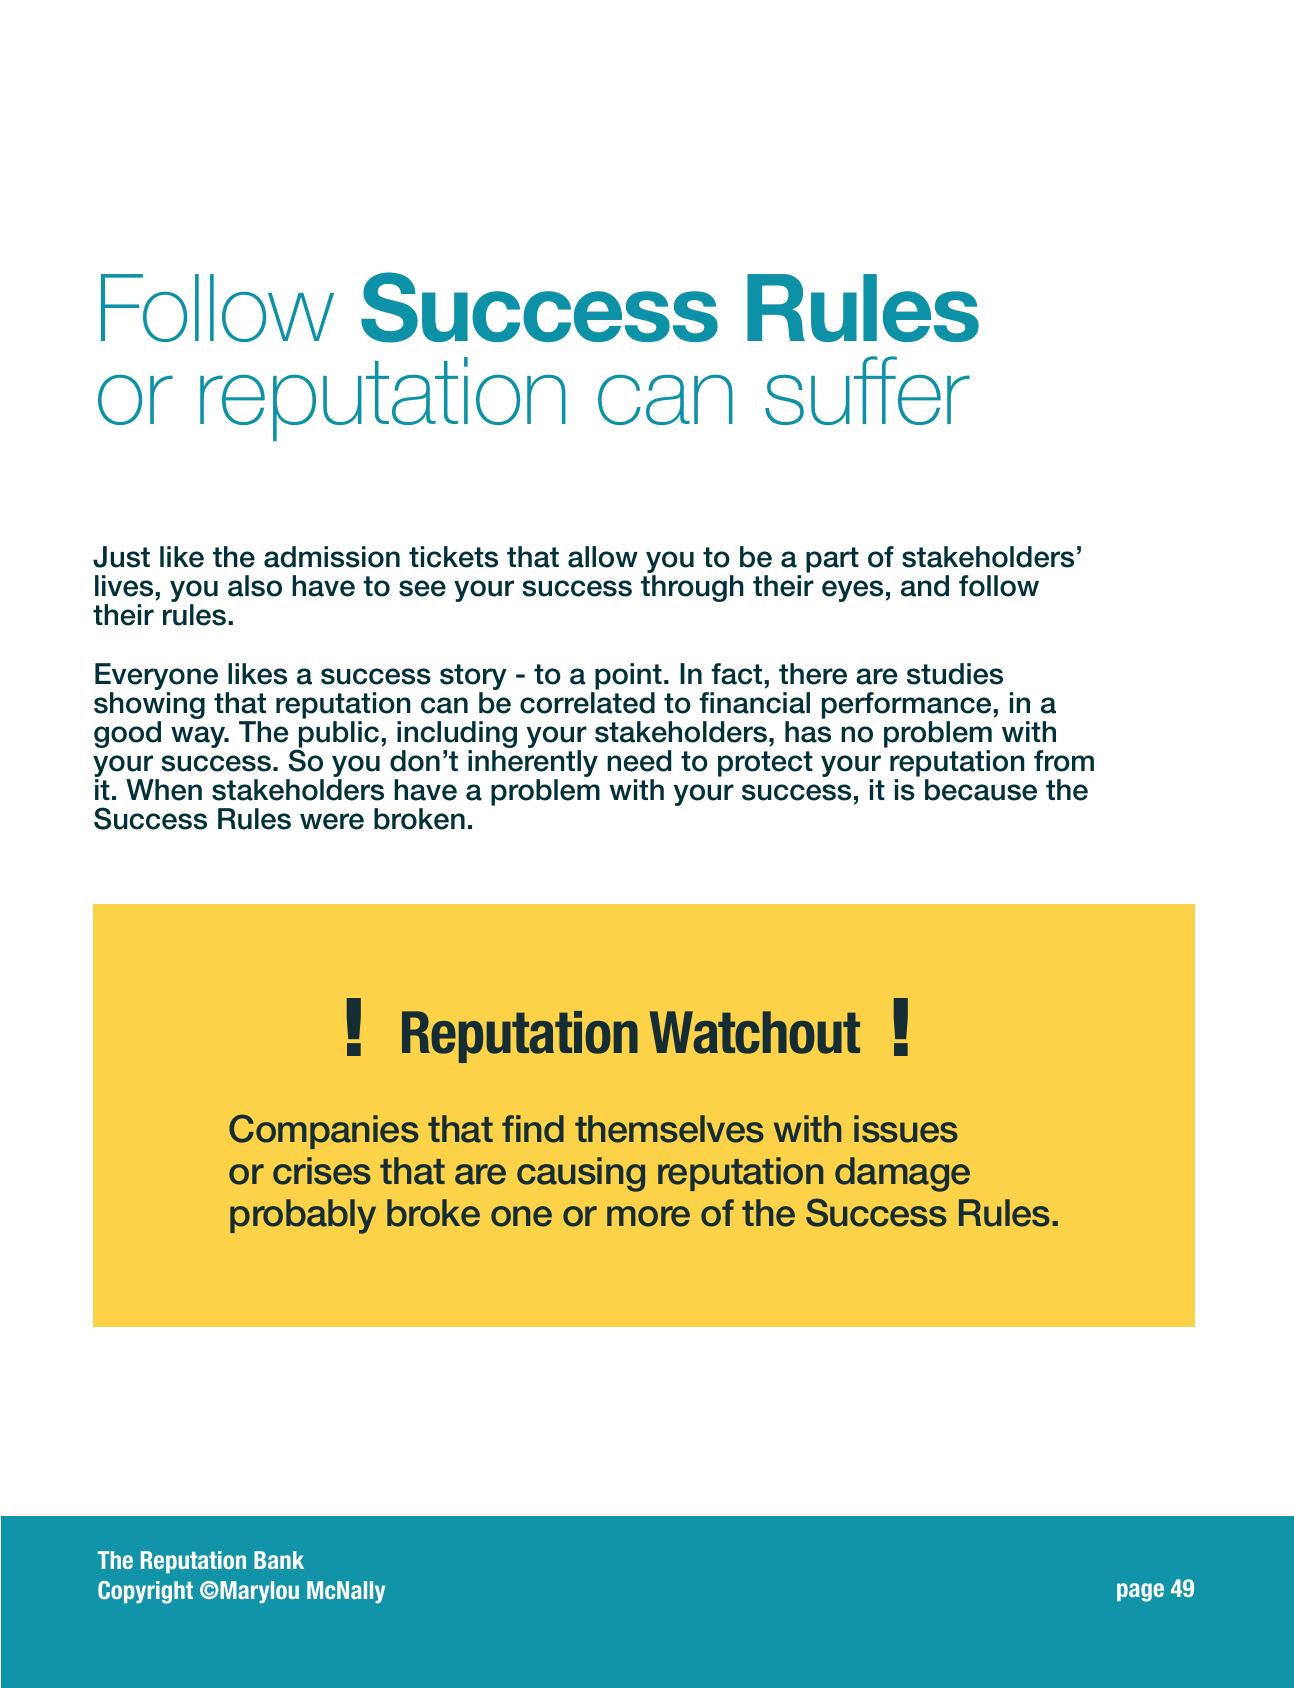 Follow Success Rules
or reputation can suffer
Just like the admission tickets that allow you to be a part of stakeholders’
lives, you also have to see your success through their eyes, and follow
their rules.
Everyone likes a success story - to a point. In fact, there are studies
showing that reputation can be correlated to financial performance, in a
good way. The public, including your stakeholders, has no problem with
your success. So you don’t inherently need to protect your reputation from
it. When stakeholders have a problem with your success, it is because the
Success Rules were broken.
! Reputation Watchout !
Companies that find themselves with issues
or crises that are causing reputation damage
probably broke one or more of the Success Rules.
The Reputation Bank
Copyright ©Marylou McNally
page 49